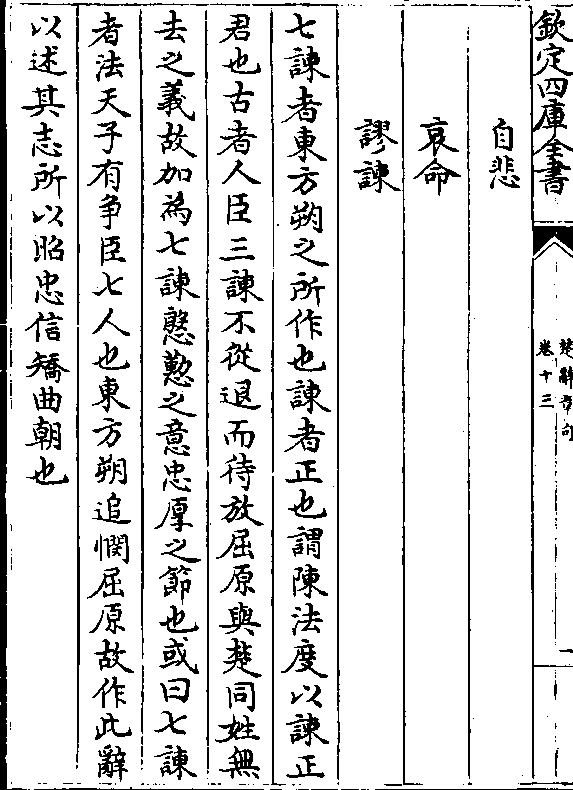 欽定四庫全書
楚辭章句
卷十三
一
自悲
哀命
謬諫
七諫者東方朔之所作也諫者正也謂陳法度以諫正
君也古者人臣三諫不從退而待放屈原與楚同姓無
去之義故加為七諫慇懃之意忠厚之節也或曰七諫
者法天子有爭臣七人也東方朔追憫屈原故作此辭
以述其志所以昭忠信矯曲朝也